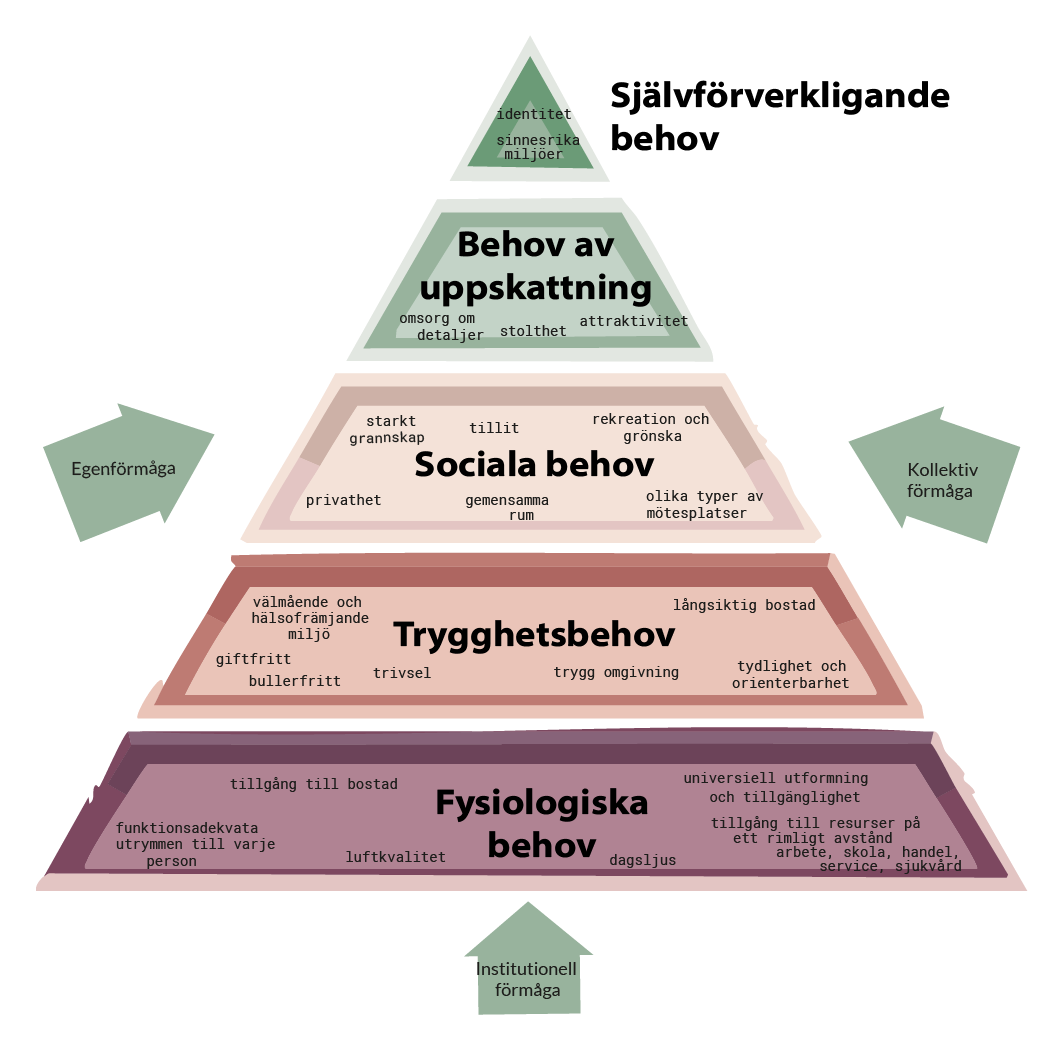 Självförverkligande
behov
identitet
sinnesrika
miljöer
Behov av
uppskattning
omsorg om
detaljer
stolthet
attraktivitet
starkt
grannskap
tillit
rekreation och
grönska
Sociala behov
privathet
gemensamma
rum
olika typer av
mötesplatser
Egenförmåga
Kollektiv
förmåga
välmående och
hälsofrämjande
miljö
långsiktig bostad
Trygghetsbehov
giftfritt
bullerfritt
trivsel
trygg omgivning
tydlighet och
orienterbarhet
tillgång till bostad
universiell utformning
och tillgänglighet
Fysiologiska
behov
funktionsadekvata
utrymmen till varje
person
luftkvalitet
dagsljus
tillgång till resurser på
ett rimligt avstånd
arbete, skola, handel,
service, sjukvård
Institutionell
förmåga